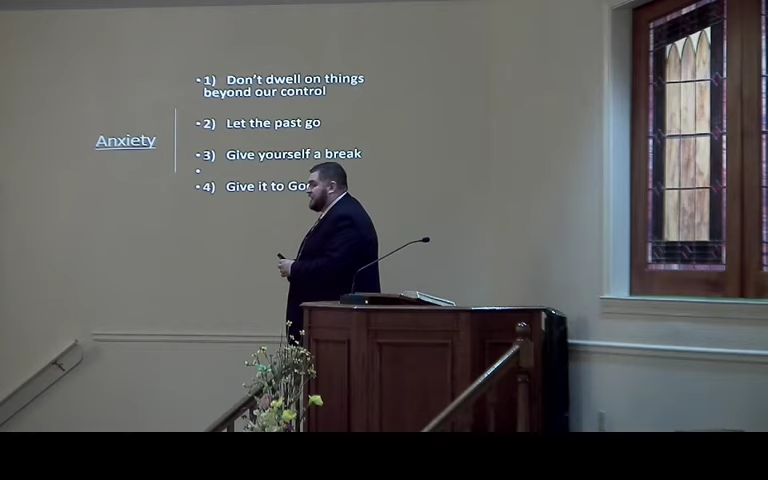 Anxiety
• 1) Don't dwell on things
beyond our control
• 2) Let the past go
• 3) Give yourself a break
•
• 4) Give it to